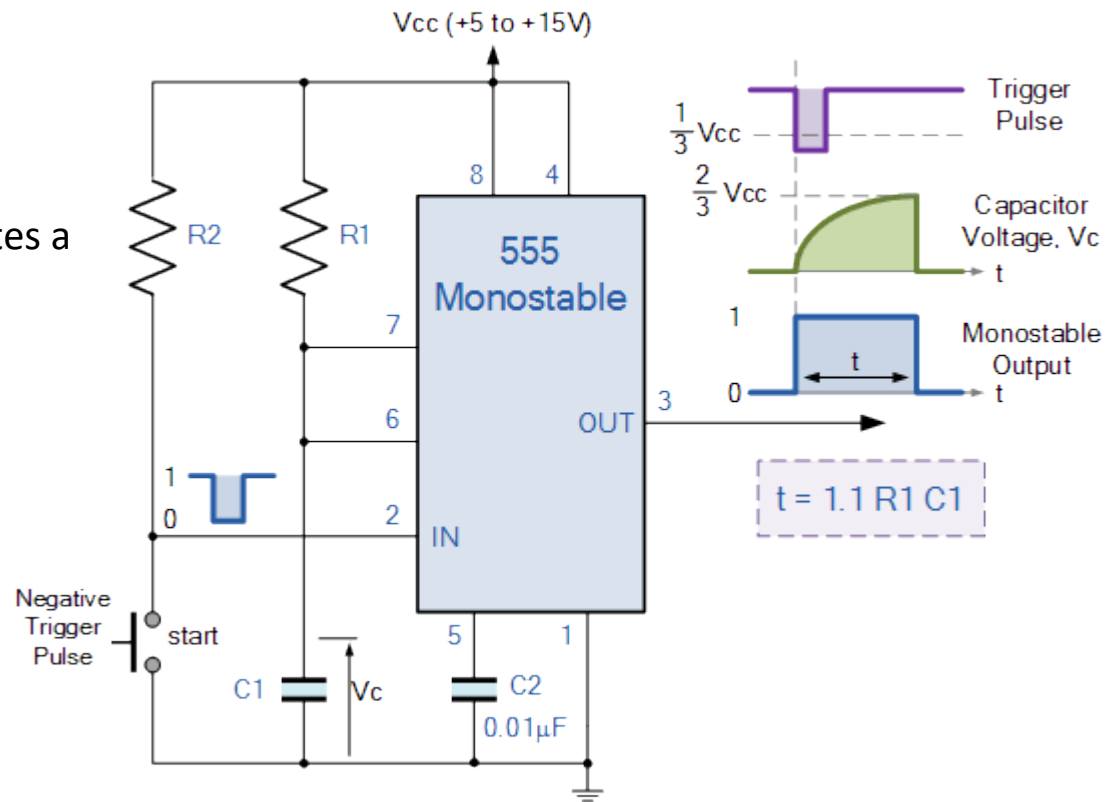 Vcc (+5 to +15V)
8
4
R2
R1
tes a
555
Monostable
7
6
1
0
2
IN
OUT
3
Negative
Trigger
Pulse
start
C1
Vc
5
1
C2
0.01µF
Trigger
Pulse
1/3 Vcc
2/3 Vcc
Capacitor
Voltage, Vc
t
1
0
t
Monostable
Output
t
t = 1.1 R1 C1